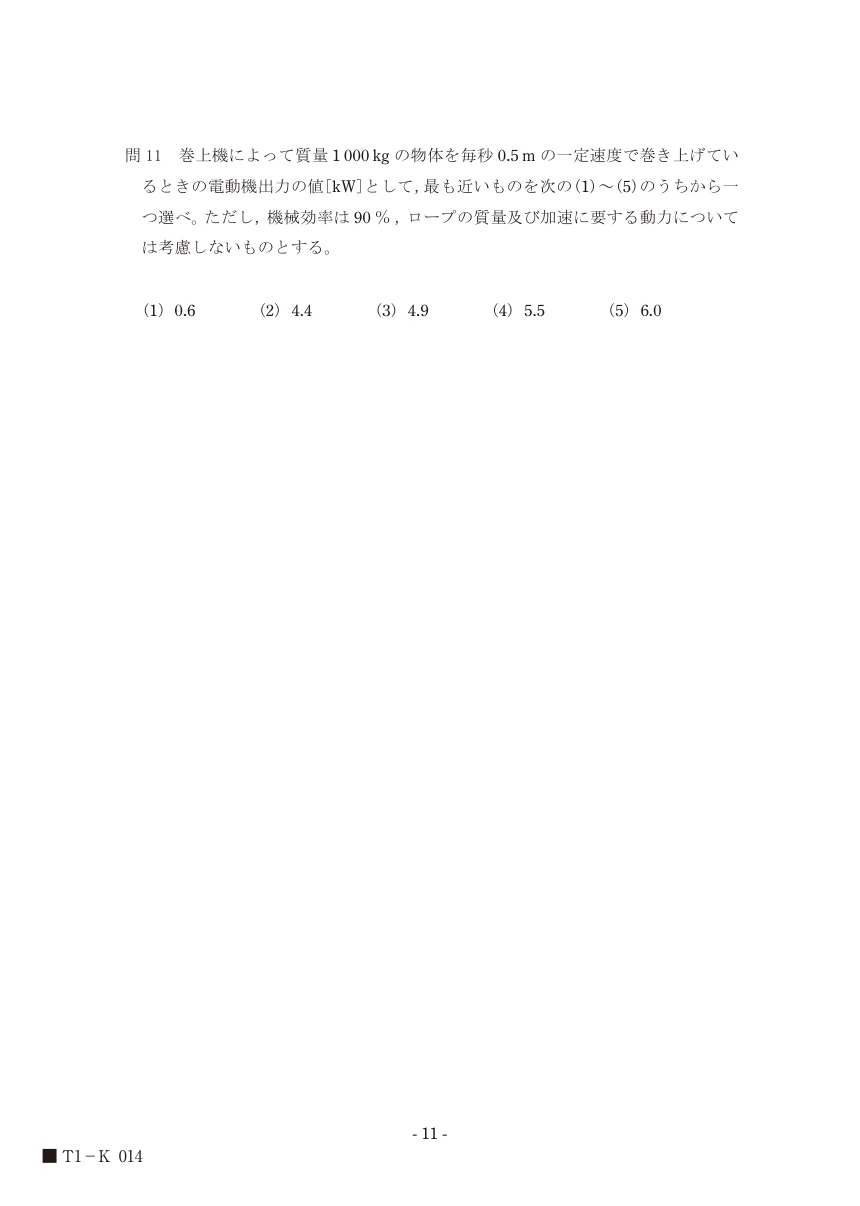 問 11　巻上機によって質量 1 000 kg の物体を毎秒 0.5 m の一定速度で巻き上げてい
るときの電動機出力の値[kW]として，最も近いものを次の(1)～(5)のうちから一
つ選べ。ただし，機械効率は 90 %，ロープの質量及び加速に要する動力について
は考慮しないものとする。
(1) 0.6　(2) 4.4　(3) 4.9　(4) 5.5　(5) 6.0
- 11 -
■ T1－K 014